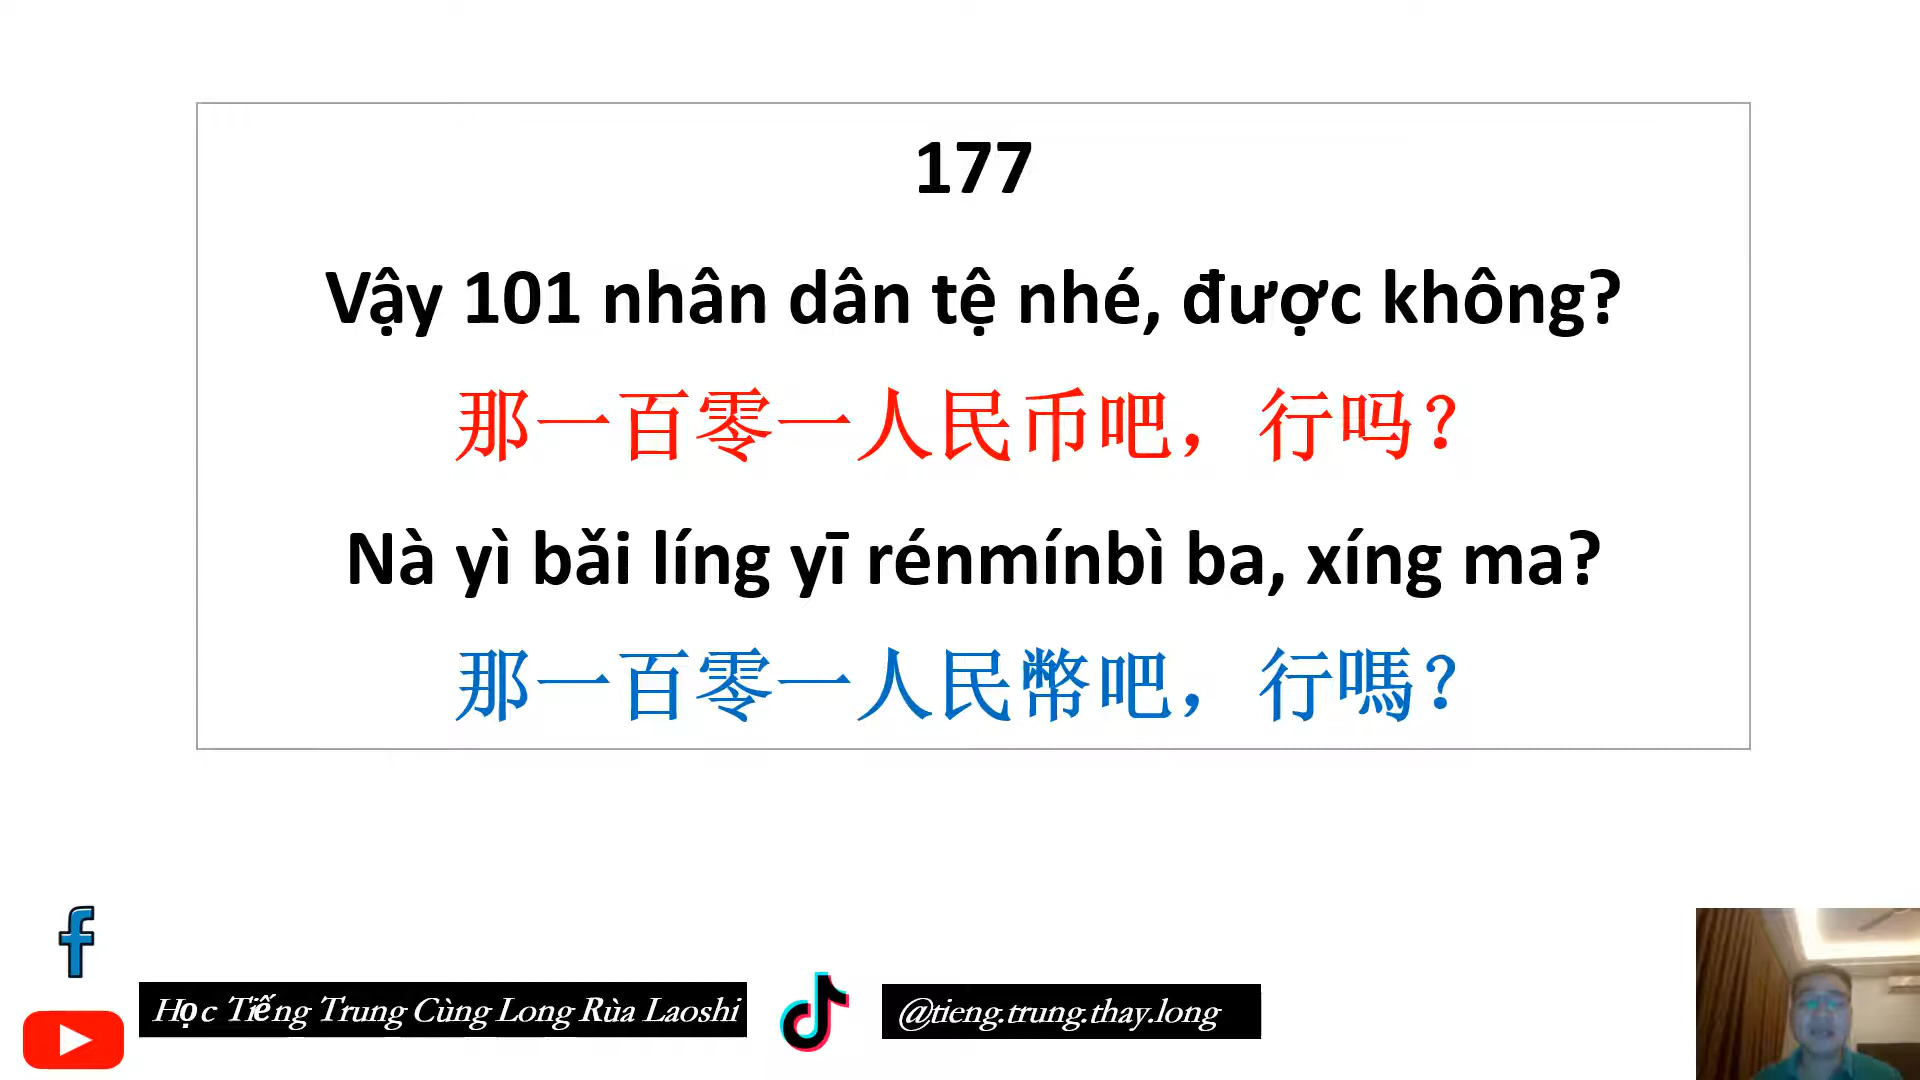 177
Vậy 101 nhân dân tệ nhé, được không?
那一百零一人民币吧，行吗？
Nà yì bǎi líng yī rénmínbì ba, xíng ma?
那一百零一人民幣吧，行嗎？
Học Tiếng Trung Cùng Long Rùa Laoshi
@tieng.trung.thay.long